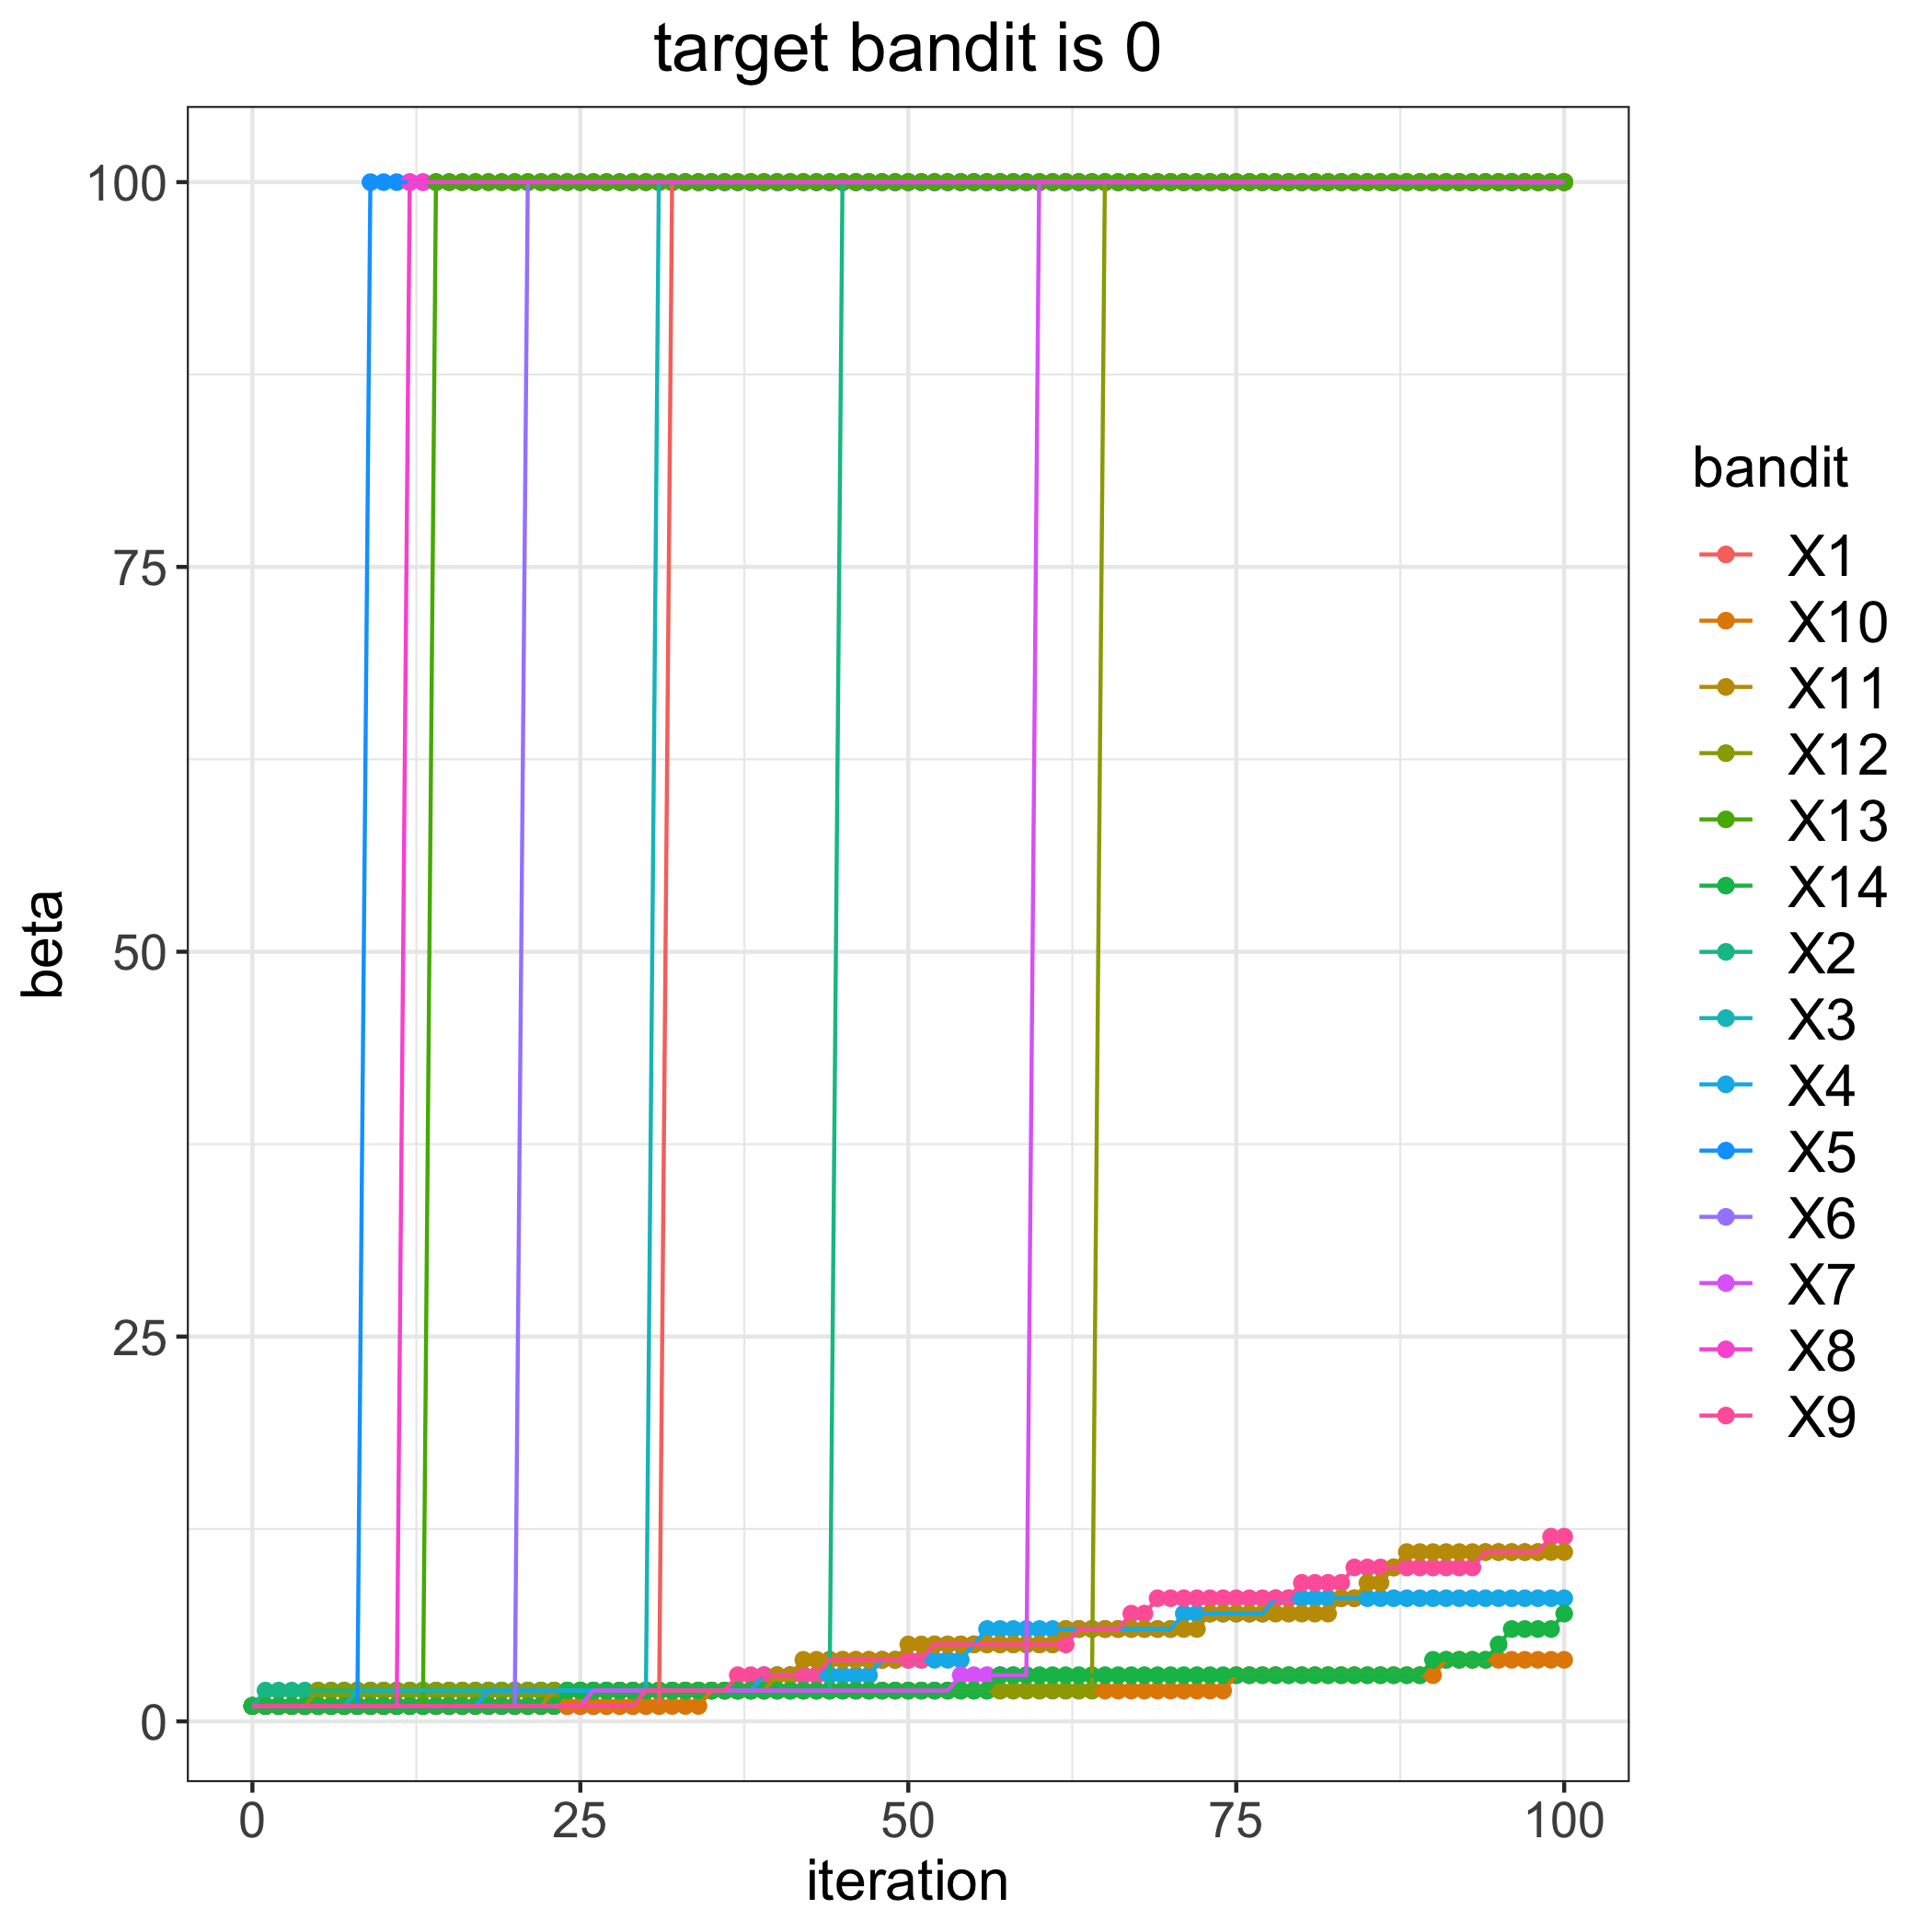 target bandit is 0
100
75
50
25
0
beta
0 25 50 75 100
iteration
bandit
X1
X10
X11
X12
X13
X14
X2
X3
X4
X5
X6
X7
X8
X9